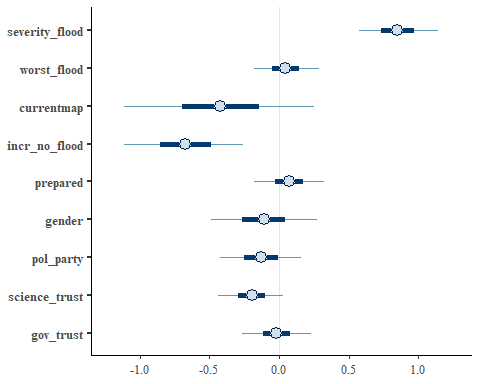 severity_flood
worst_flood
currentmap
incr_no_flood
prepared
gender
pol_party
science_trust
gov_trust
-1.0 -0.5 0.0 0.5 1.0